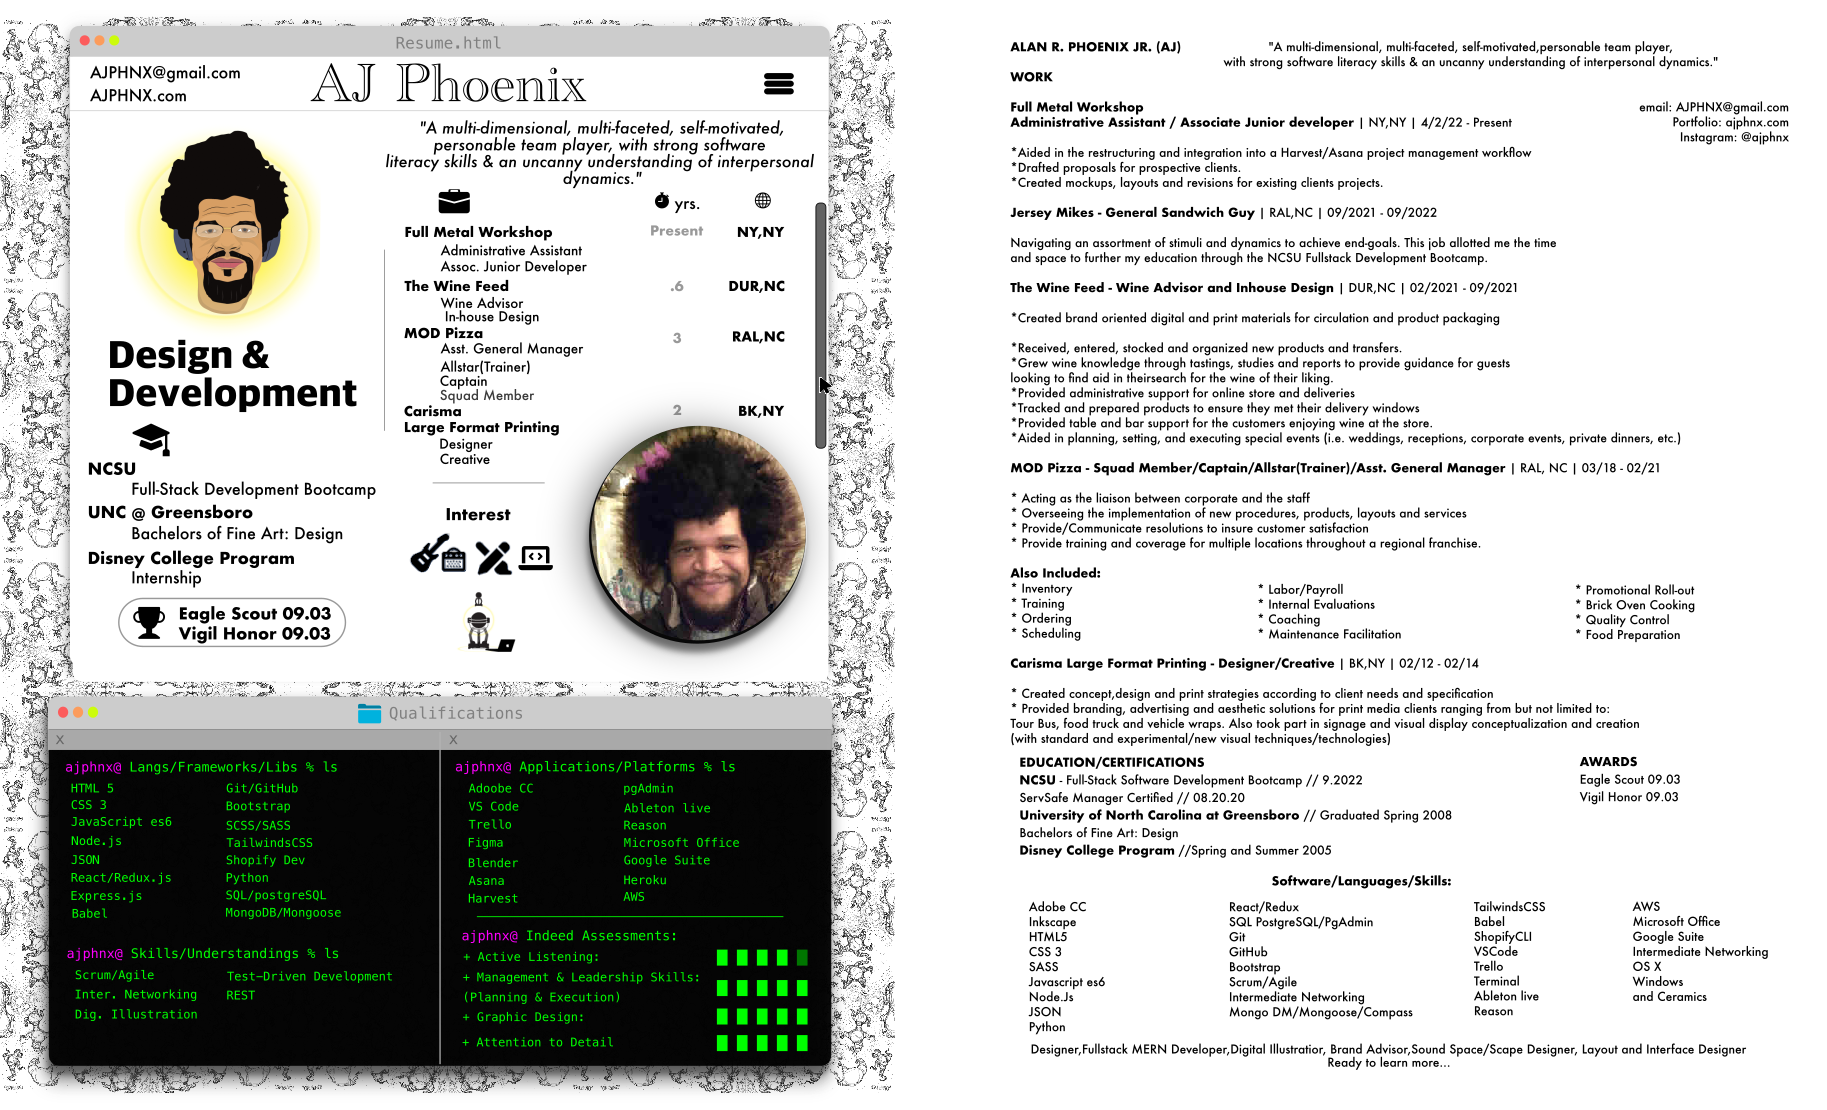 Resume.html
AJPHNX@gmail.com
AJPHNX.com
AJ Phoenix
"A multi-dimensional, multi-faceted, self-motivated,
personable team player, with strong software
literacy skills & an uncanny understanding of interpersonal
dynamics."
yrs.
Full Metal Workshop Present NY,NY
Administrative Assistant
Assoc. Junior Developer
The Wine Feed .6 DUR,NC
Wine Advisor
In-house Design
MOD Pizza 3 RAL,NC
Asst. General Manager
Allstar(Trainer)
Captain
Squad Member
Carisma 2 BK,NY
Large Format Printing
Designer
Creative
Design &
Development
NCSU
Full-Stack Development Bootcamp
UNC @ Greensboro
Bachelors of Fine Art: Design
Disney College Program
Internship
Eagle Scout 09.03
Vigil Honor 09.03
Interest
Qualifications
X X
ajphnx@ Langs/Frameworks/Libs % ls
HTML 5 Git/GitHub
CSS 3 Bootstrap
JavaScript es6 SCSS/SASS
Node.js TailwindsCSS
JSON Shopify Dev
React/Redux.js Python
Express.js SQL/postgreSQL
Babel MongoDB/Mongoose
ajphnx@ Skills/Understandings % ls
Scrum/Agile Test-Driven Development
Inter. Networking REST
Dig. Illustration
ajphnx@ Applications/Platforms % ls
Adoobe CC pgAdmin
VS Code Ableton live
Trello Reason
Figma Microsoft Office
Blender Google Suite
Asana Heroku
Harvest AWS
ajphnx@ Indeed Assessments:
+ Active Listening:
+ Management & Leadership Skills:
(Planning & Execution)
+ Graphic Design:
+ Attention to Detail
ALAN R. PHOENIX JR. (AJ)
"A multi-dimensional, multi-faceted, self-motivated,personable team player,
with strong software literacy skills & an uncanny understanding of interpersonal dynamics."
WORK
Full Metal Workshop
Administrative Assistant / Associate Junior developer | NY,NY | 4/2/22 - Present
email: AJPHNX@gmail.com
Portfolio: ajphnx.com
Instagram: @ajphnx
*Aided in the restructuring and integration into a Harvest/Asana project management workflow
*Drafted proposals for prospective clients.
*Created mockups, layouts and revisions for existing clients projects.
Jersey Mikes - General Sandwich Guy | RAL,NC | 09/2021 - 09/2022
Navigating an assortment of stimuli and dynamics to achieve end-goals. This job allotted me the time
and space to further my education through the NCSU Fullstack Development Bootcamp.
The Wine Feed - Wine Advisor and Inhouse Design | DUR,NC | 02/2021 - 09/2021
*Created brand oriented digital and print materials for circulation and product packaging
*Received, entered, stocked and organized new products and transfers.
*Grew wine knowledge through tastings, studies and reports to provide guidance for guests
looking to find aid in theirsearch for the wine of their liking.
*Provided administrative support for online store and deliveries
*Tracked and prepared products to ensure they met their delivery windows
*Provided table and bar support for the customers enjoying wine at the store.
*Aided in planning, setting, and executing special events (i.e. weddings, receptions, corporate events, private dinners, etc.)
MOD Pizza - Squad Member/Captain/Allstar(Trainer)/Asst. General Manager | RAL, NC | 03/18 - 02/21
* Acting as the liaison between corporate and the staff
* Overseeing the implementation of new procedures, products, layouts and services
* Provide/Communicate resolutions to insure customer satisfaction
* Provide training and coverage for multiple locations throughout a regional franchise.
Also Included:
* Inventory * Labor/Payroll * Promotional Roll-out
* Training * Internal Evaluations * Brick Oven Cooking
* Ordering * Coaching * Quality Control
* Scheduling * Maintenance Facilitation * Food Preparation
Carisma Large Format Printing - Designer/Creative | BK,NY | 02/12 - 02/14
* Created concept,design and print strategies according to client needs and specification
* Provided branding, advertising and aesthetic solutions for print media clients ranging from but not limited to:
Tour Bus, food truck and vehicle wraps. Also took part in signage and visual display conceptualization and creation
(with standard and experimental/new visual techniques/technologies)
EDUCATION/CERTIFICATIONS AWARDS
NCSU - Full-Stack Software Development Bootcamp // 9.2022 Eagle Scout 09.03
ServSafe Manager Certified // 08.20.20 Vigil Honor 09.03
University of North Carolina at Greensboro // Graduated Spring 2008
Bachelors of Fine Art: Design
Disney College Program //Spring and Summer 2005
Software/Languages/Skills:
Adobe CC React/Redux TailwindsCSS AWS
Inkscape SQL PostgreSQL/PgAdmin Babel Microsoft Office
HTML5 Git ShopifyCLI Google Suite
CSS 3 GitHub VSCode Intermediate Networking
SASS Bootstrap Trello OS X
Javascript es6 Scrum/Agile Terminal Windows
Node.Js Intermediate Networking Ableton live and Ceramics
JSON Mongo DM/Mongoose/Compass Reason
Python
Designer,Fullstack MERN Developer,Digital Illustratior, Brand Advisor,Sound Space/Scape Designer, Layout and Interface Designer
Ready to learn more...